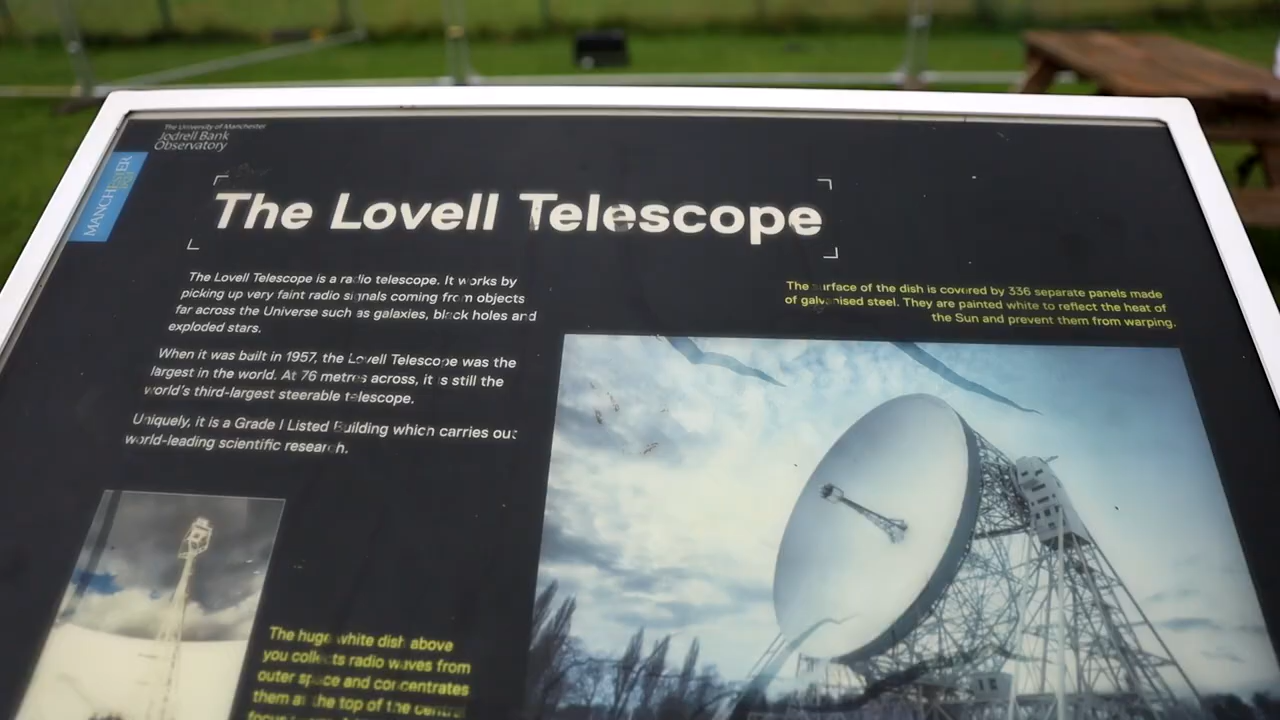 The University of Manchester
Jodrell Bank
Observatory
MANCHESTER
1824
The Lovell Telescope
The Lovell Telescope is a radio telescope. It works by
picking up very faint radio signals coming from objects
far across the Universe such as galaxies, black holes and
exploded stars.
When it was built in 1957, the Lovell Telescope was the
largest in the world. At 76 metres across, it is still the
world's third-largest steerable telescope.
Uniquely, it is a Grade I Listed Building which carries out
world-leading scientific research.
The surface of the dish is covered by 336 separate panels made
of galvanised steel. They are painted white to reflect the heat of
the Sun and prevent them from warping.
The huge white dish above
you collects radio waves from
outer space and concentrates
them at the top of the central
focus